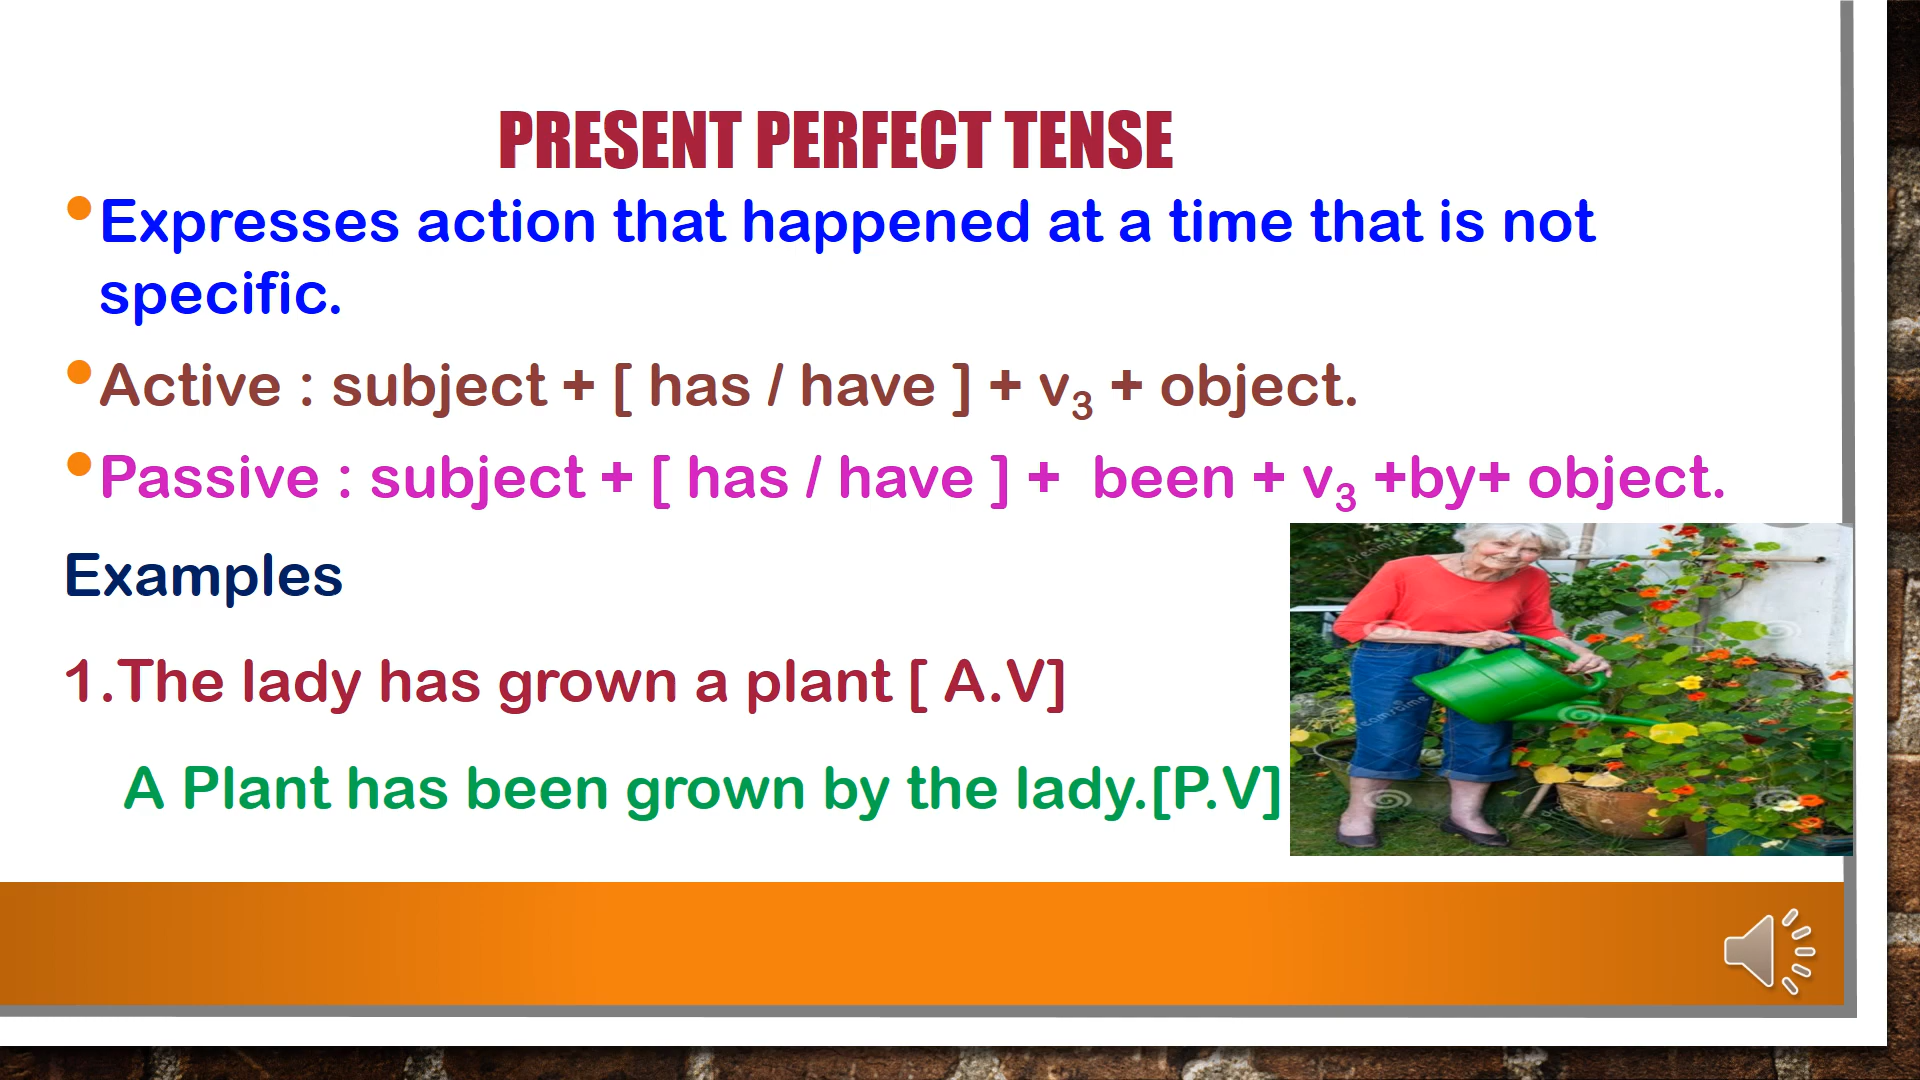 PRESENT PERFECT TENSE
•Expresses action that happened at a time that is not
specific.
•Active : subject + [ has / have ] + v₃ + object.
•Passive : subject + [ has / have ] + been + v₃ +by+ object.
Examples
1.The lady has grown a plant [ A.V]
A Plant has been grown by the lady.[P.V]